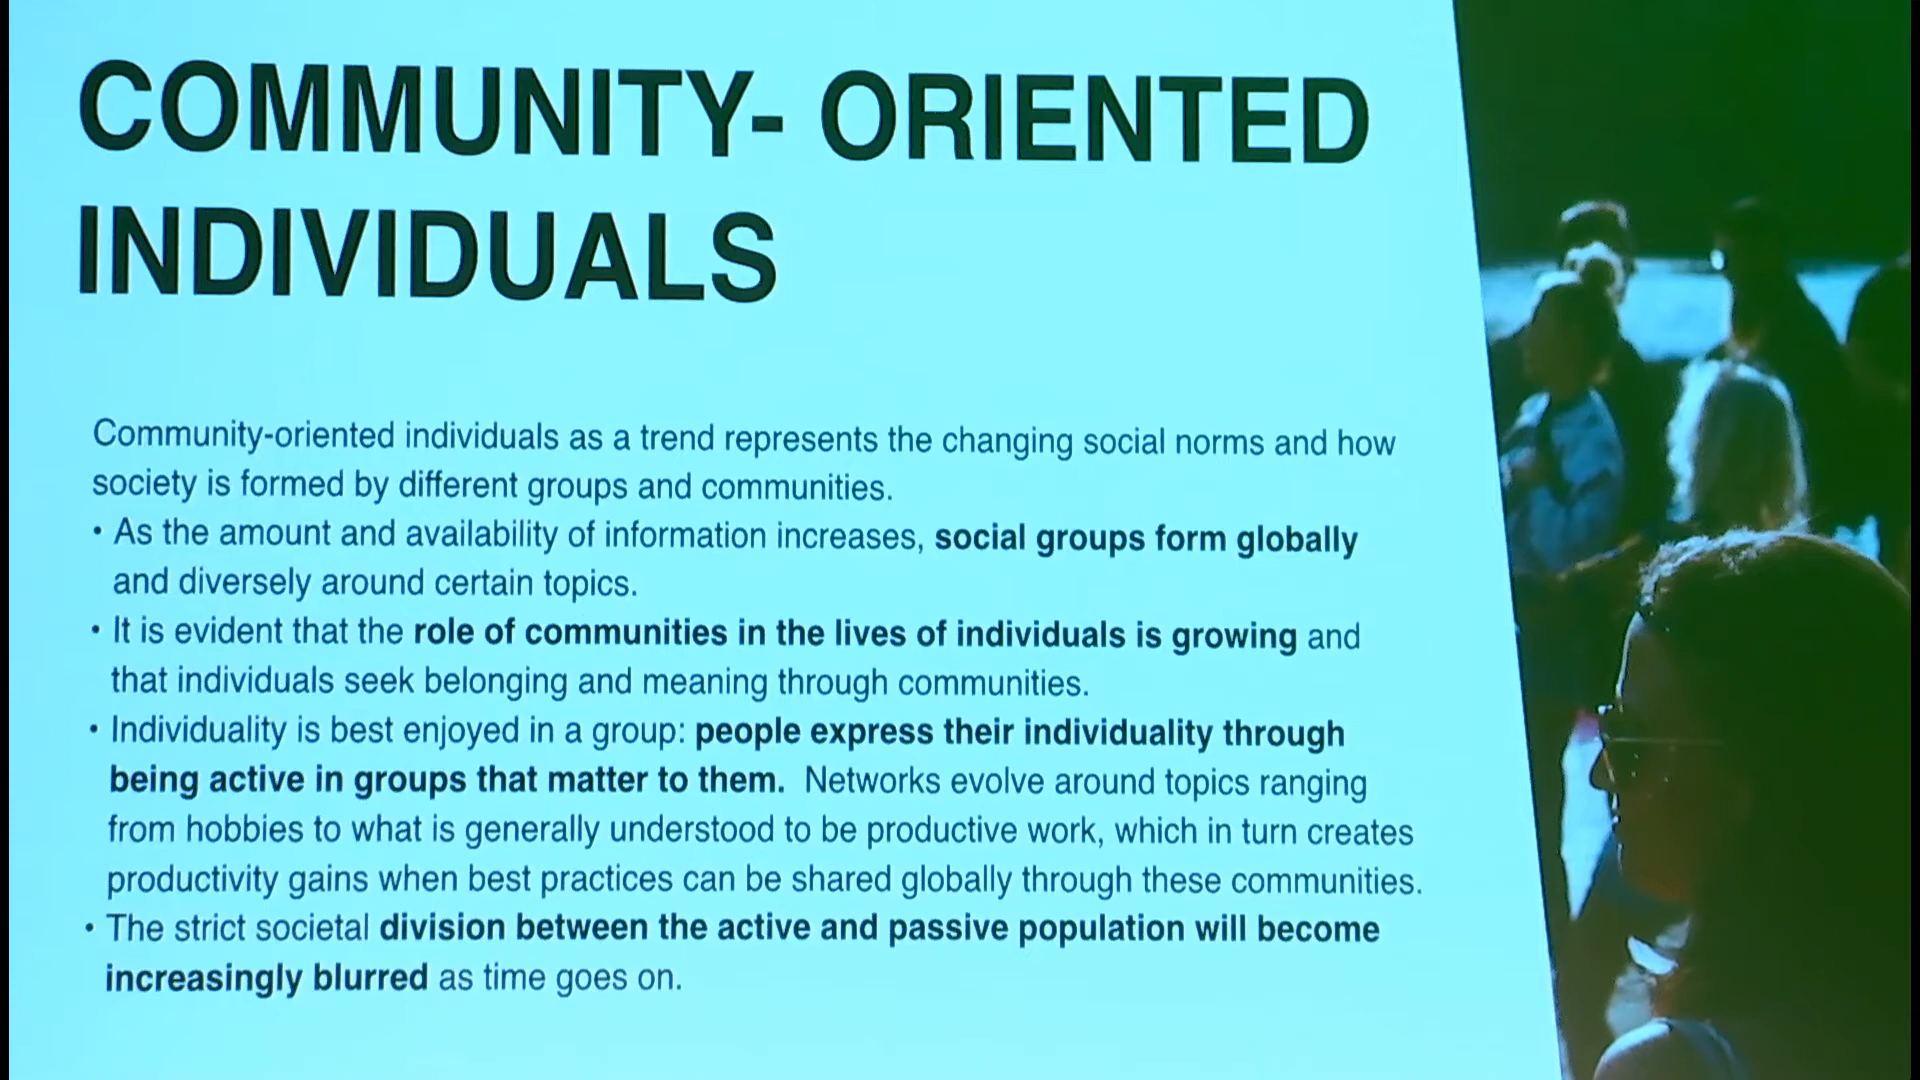 COMMUNITY- ORIENTED
INDIVIDUALS
Community-oriented individuals as a trend represents the changing social norms and how
society is formed by different groups and communities.
• As the amount and availability of information increases, social groups form globally
and diversely around certain topics.
• It is evident that the role of communities in the lives of individuals is growing and
that individuals seek belonging and meaning through communities.
• Individuality is best enjoyed in a group: people express their individuality through
being active in groups that matter to them. Networks evolve around topics ranging
from hobbies to what is generally understood to be productive work, which in turn creates
productivity gains when best practices can be shared globally through these communities.
• The strict societal division between the active and passive population will become
increasingly blurred as time goes on.